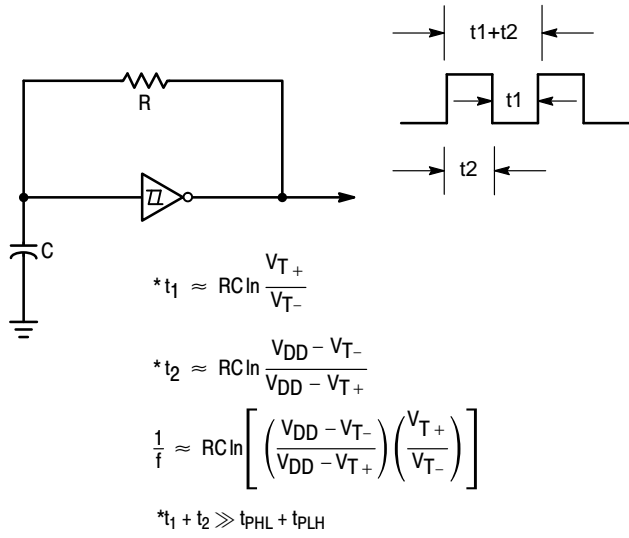 t1+t2
R
t1
t2
C
*t1 ≈ RC ln VT+ / VT−
*t2 ≈ RC ln VDD − VT− / VDD − VT+
1/f ≈ RC ln [ ( VDD − VT− / VDD − VT+ ) ( VT+ / VT− ) ]
*t1 + t2 ≫ tPHL + tPLH